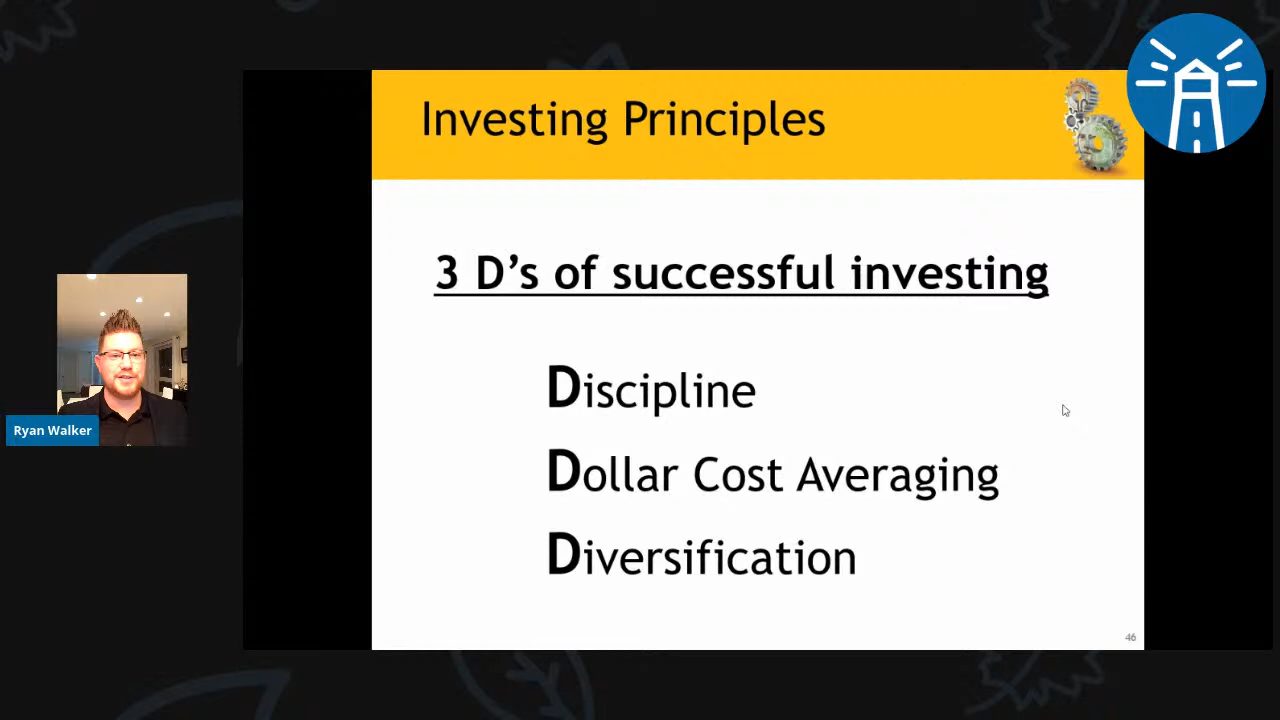 Investing Principles
3 D's of successful investing
Discipline
Dollar Cost Averaging
Diversification
46
Ryan Walker